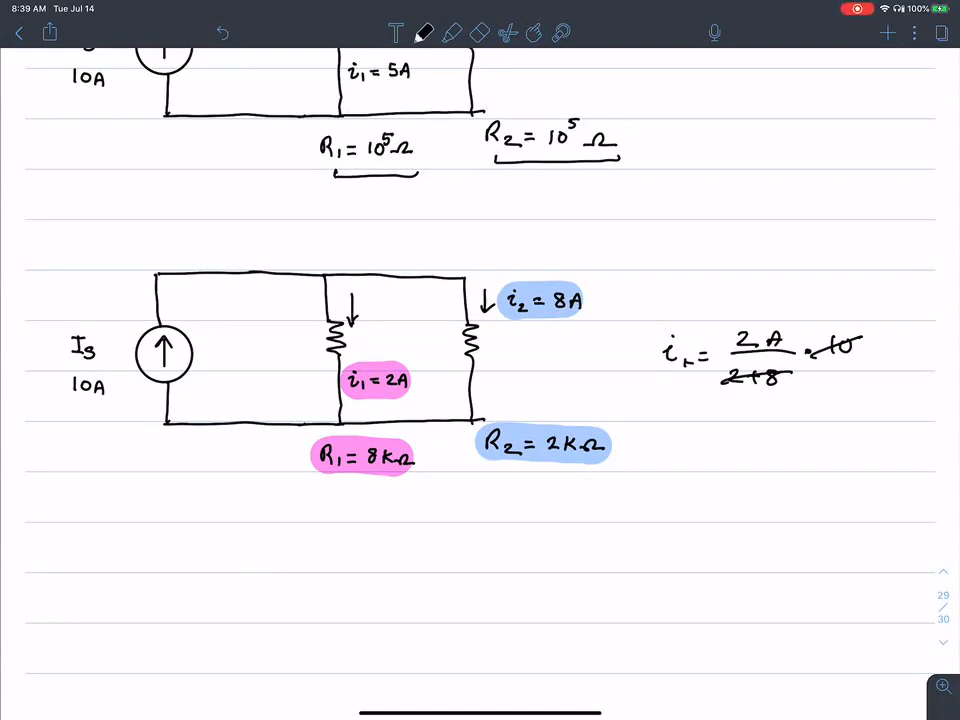 8:39 AM Tue Jul 14
100%
T
10A
i₁ = 5A
R₁ = 10⁵ Ω
R₂ = 10⁵ Ω
i₂ = 8A
Is
10A
i₁ = 2A
R₁ = 8KΩ
R₂ = 2KΩ
i₁ = 2A / 2+8 · 10
29
/
30